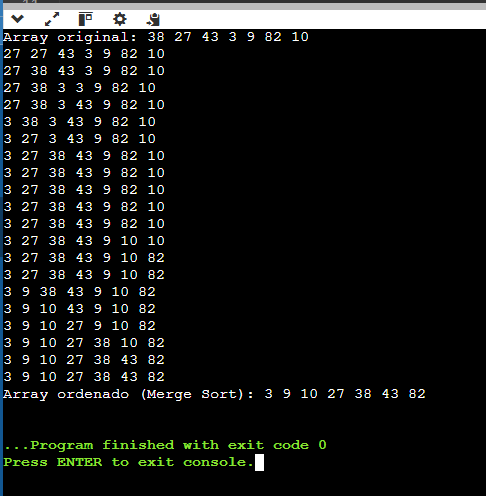 Array original: 38 27 43 3 9 82 10
27 27 43 3 9 82 10
27 38 43 3 9 82 10
27 38 3 3 9 82 10
27 38 3 43 9 82 10
3 38 3 43 9 82 10
3 27 3 43 9 82 10
3 27 38 43 9 82 10
3 27 38 43 9 82 10
3 27 38 43 9 82 10
3 27 38 43 9 82 10
3 27 38 43 9 82 10
3 27 38 43 9 10 10
3 27 38 43 9 10 82
3 27 38 43 9 10 82
3 9 38 43 9 10 82
3 9 10 43 9 10 82
3 9 10 27 9 10 82
3 9 10 27 38 10 82
3 9 10 27 38 43 82
3 9 10 27 38 43 82
Array ordenado (Merge Sort): 3 9 10 27 38 43 82
...Program finished with exit code 0
Press ENTER to exit console.